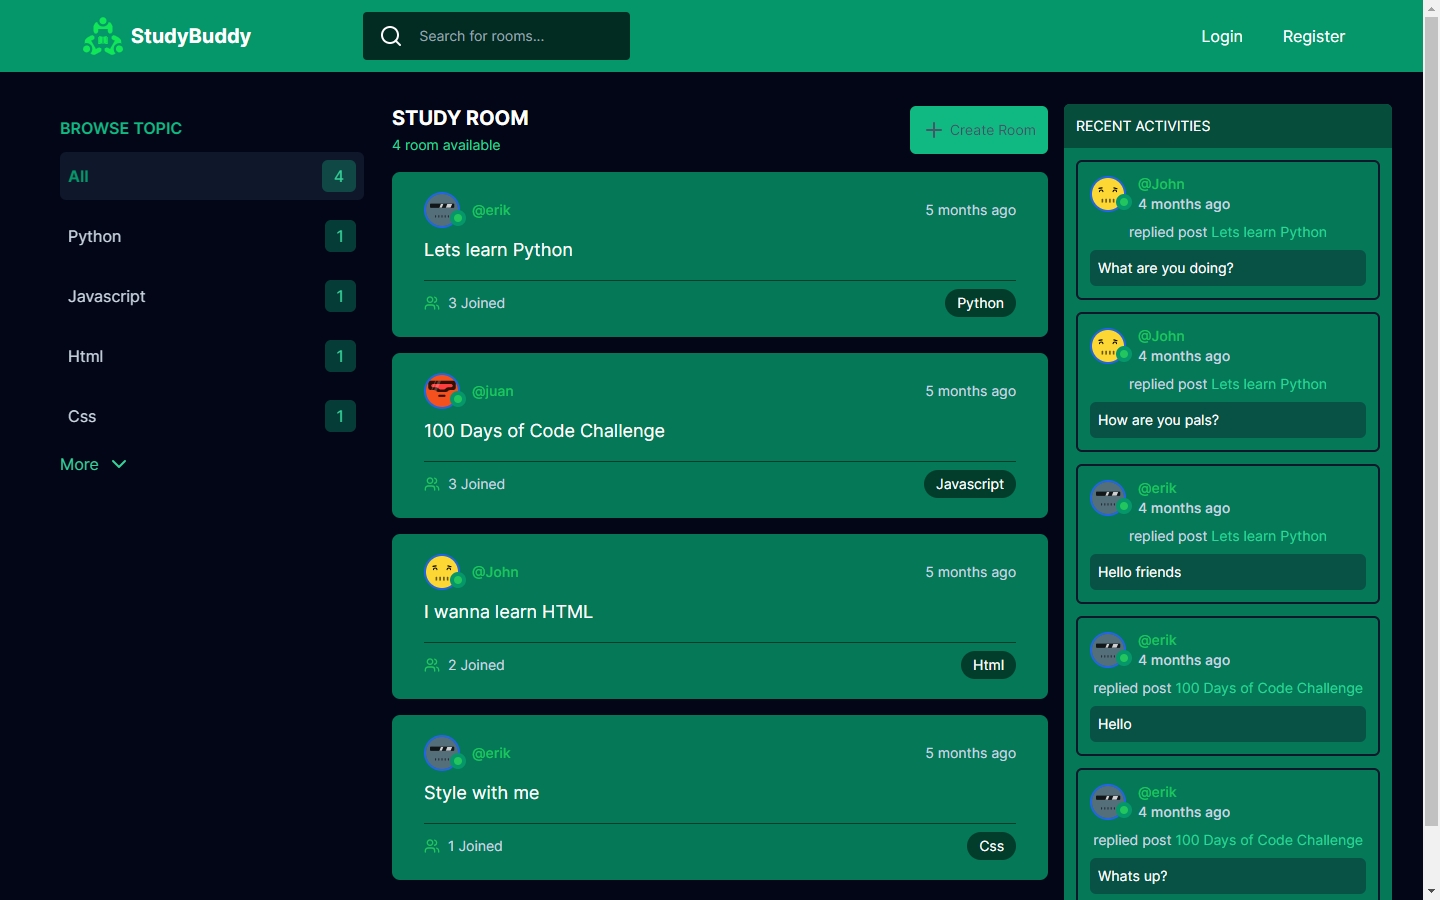 StudyBuddy
Search for rooms...
Login
Register
BROWSE TOPIC
All
4
Python
1
Javascript
1
Html
1
Css
1
More
STUDY ROOM
4 room available
Create Room
@erik
5 months ago
Lets learn Python
3 Joined
Python
@juan
5 months ago
100 Days of Code Challenge
3 Joined
Javascript
@John
5 months ago
I wanna learn HTML
2 Joined
Html
@erik
5 months ago
Style with me
1 Joined
Css
RECENT ACTIVITIES
@John
4 months ago
replied post Lets learn Python
What are you doing?
@John
4 months ago
replied post Lets learn Python
How are you pals?
@erik
4 months ago
replied post Lets learn Python
Hello friends
@erik
4 months ago
replied post 100 Days of Code Challenge
Hello
@erik
4 months ago
replied post 100 Days of Code Challenge
Whats up?